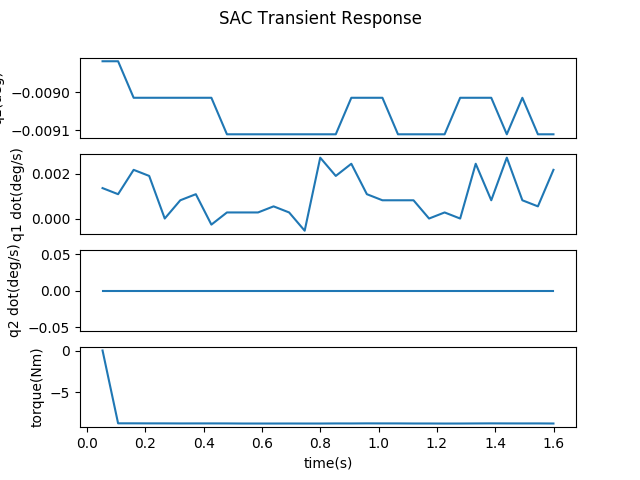 SAC Transient Response
−0.0090
−0.0091
0.002
0.000
q1 dot(deg/s)
0.05
0.00
−0.05
q2 dot(deg/s)
0
−5
torque(Nm)
0.0 0.2 0.4 0.6 0.8 1.0 1.2 1.4 1.6
time(s)